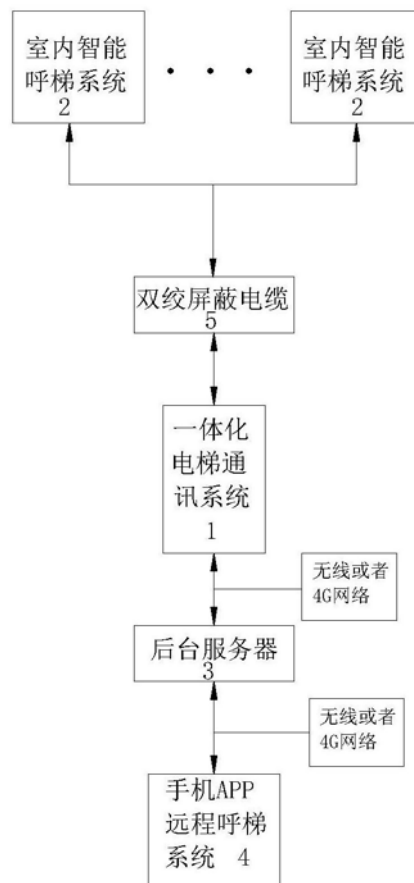 室内智能
呼梯系统
2
室内智能
呼梯系统
2
双绞屏蔽电缆
5
一体化
电梯通
讯系统
1
无线或者
4G网络
后台服务器
3
无线或者
4G网络
手机APP
远程呼梯
系统 4